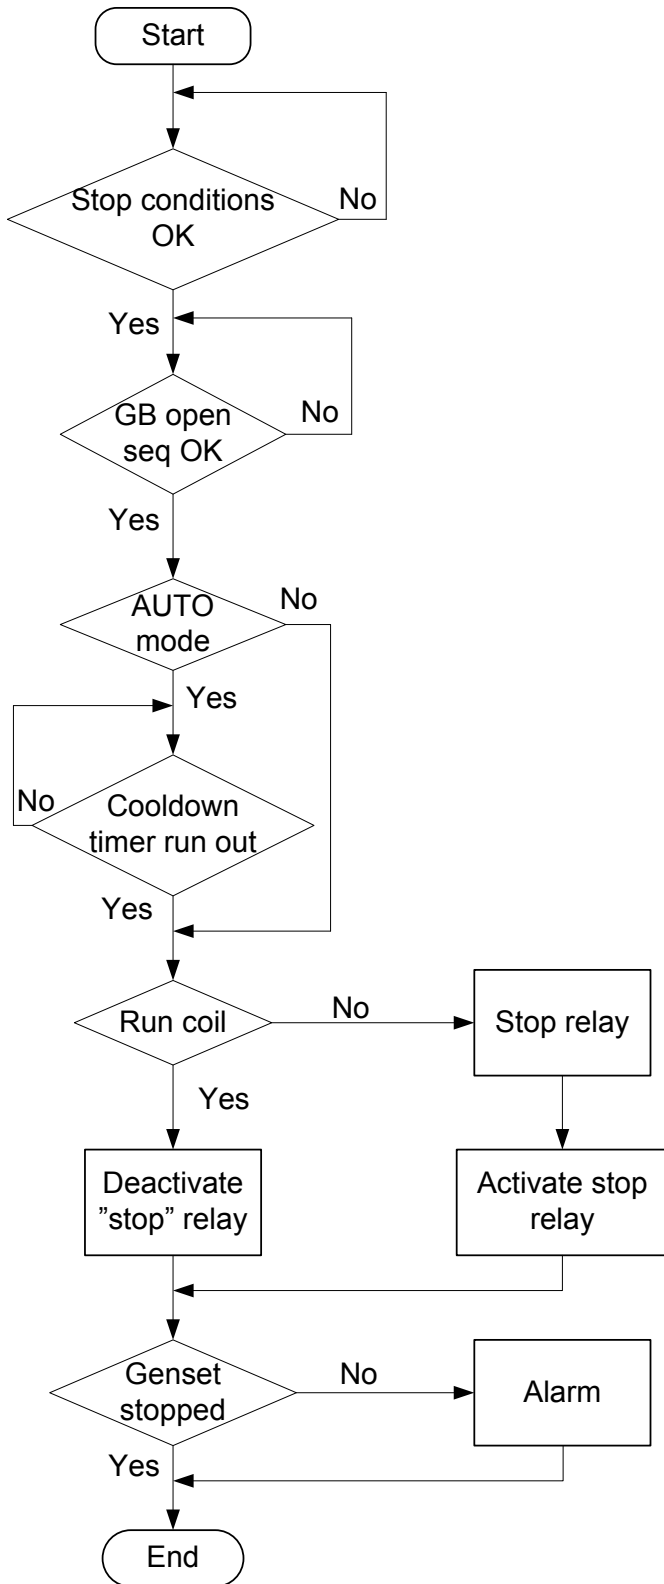 Start
Stop conditions
OK
No
Yes
GB open
seq OK
No
Yes
AUTO
mode
No
Yes
No
Cooldown
timer run out
Yes
Run coil
No
Stop relay
Yes
Deactivate
”stop” relay
Activate stop
relay
Genset
stopped
No
Alarm
Yes
End